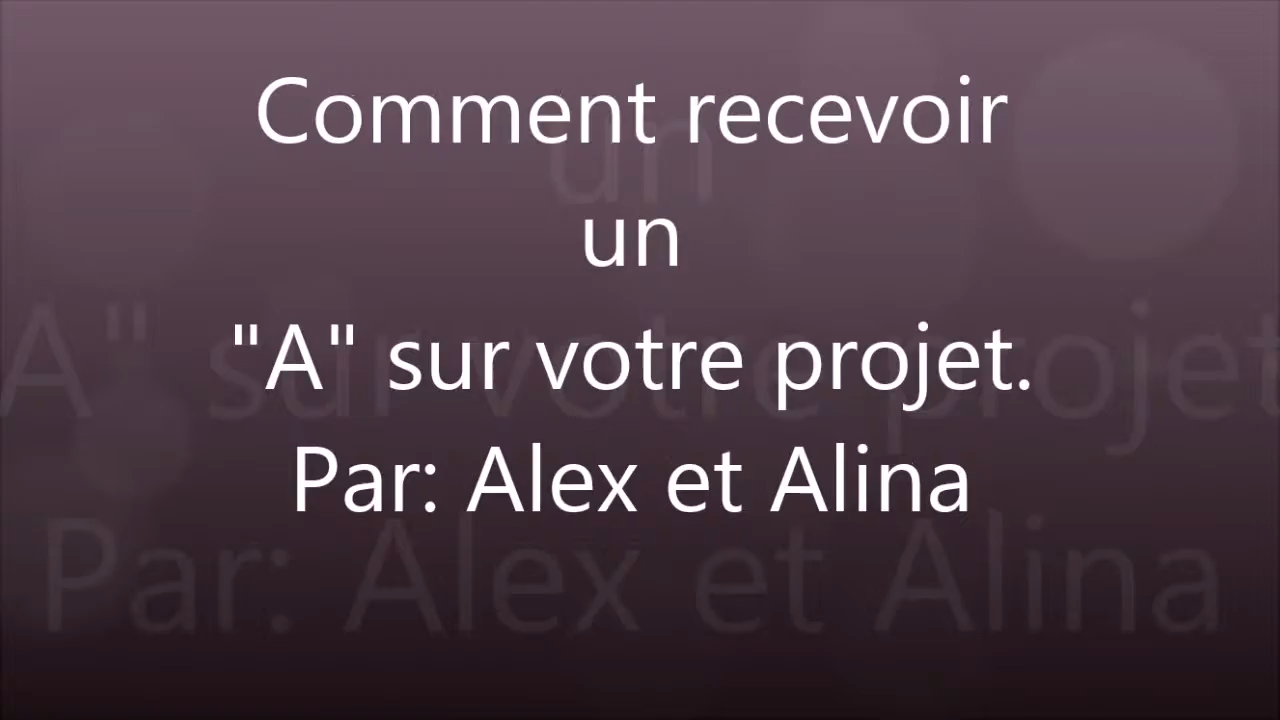 Comment recevoir
un
"A" sur votre projet.
Par: Alex et Alina